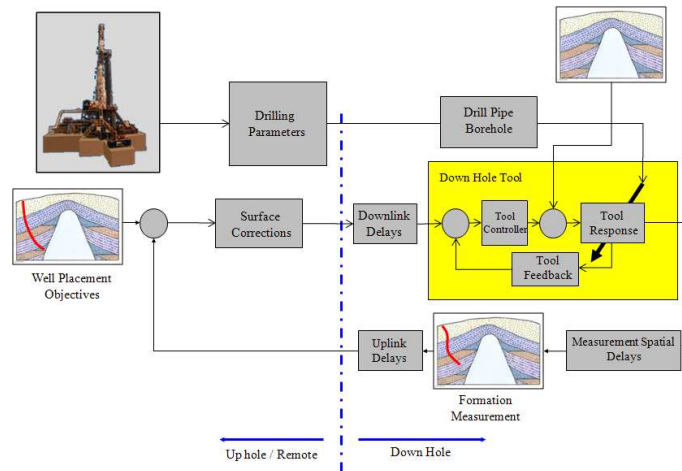 Drilling
Parameters
Drill Pipe
Borehole
Down Hole Tool
Well Placement
Objectives
Surface
Corrections
Downlink
Delays
Tool
Controller
Tool
Response
Tool
Feedback
Uplink
Delays
Formation
Measurement
Measurement Spatial
Delays
Up hole / Remote
Down Hole